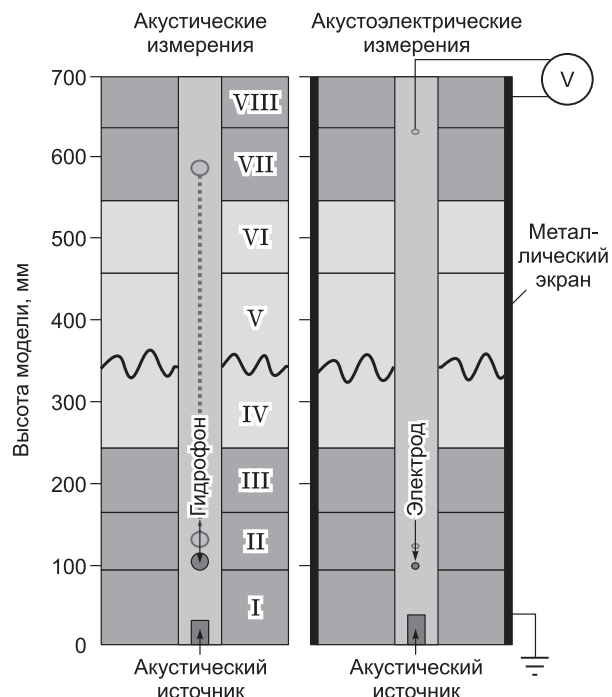 Акустические
измерения
Акустоэлектрические
измерения
Высота модели, мм
700
600
500
400
300
200
100
0
VIII
VII
VI
V
IV
III
II
I
Гидрофон
Электрод
V
Метал-
лический
экран
Акустический
источник
Акустический
источник